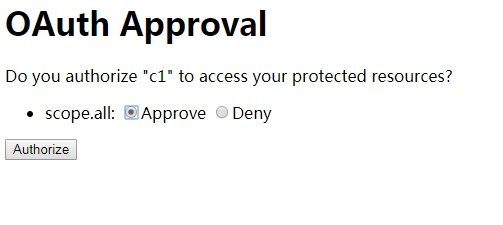 OAuth Approval
Do you authorize "c1" to access your protected resources?
scope.all: Approve Deny
Authorize